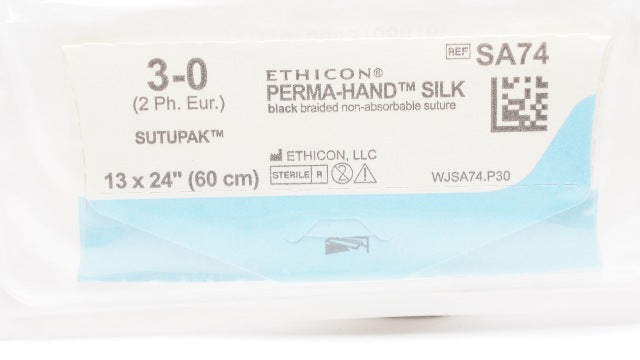 3-0
(2 Ph. Eur.)
SUTUPAK™
13 x 24" (60 cm)
ETHICON®
PERMA-HAND™ SILK
black braided non-absorbable suture
ETHICON, LLC
STERILE R
REF SA74
WJSA74.P30